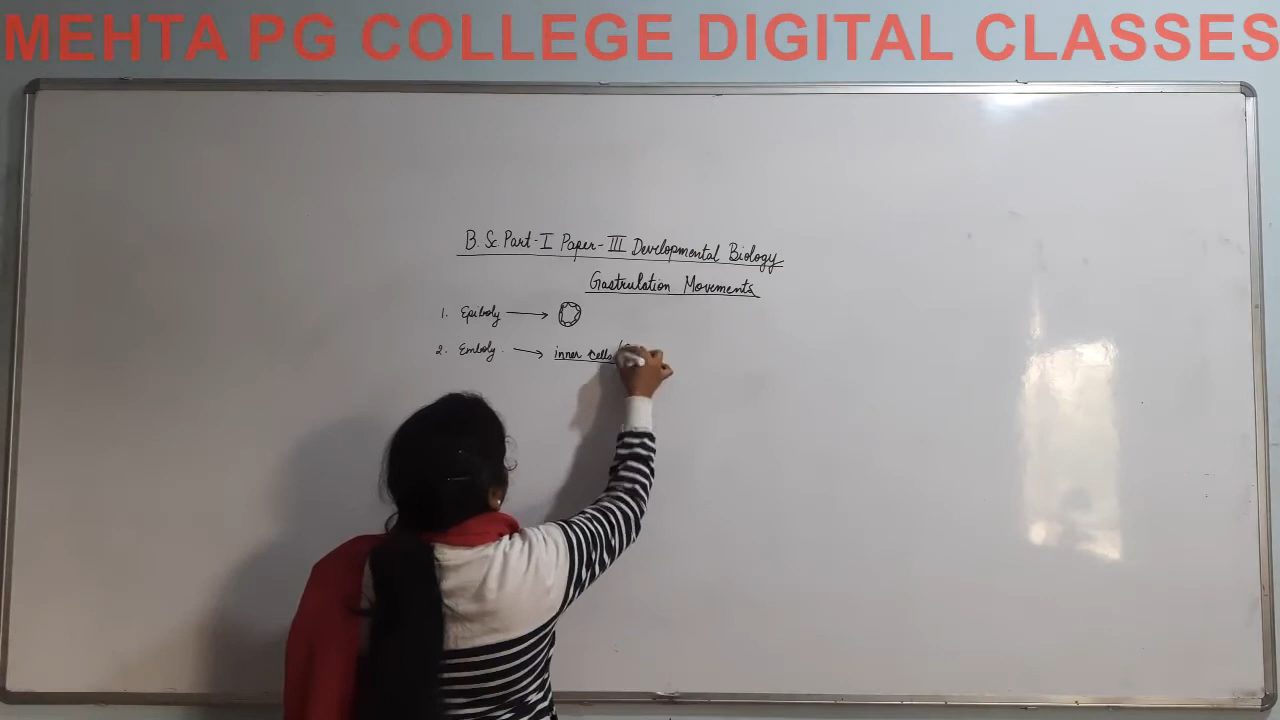 MEHTA PG COLLEGE DIGITAL CLASSES
B.Sc. Part-I Paper-III Developmental Biology
Gastrulation Movements
1. Epiboly →
2. Emboly. → inner cells